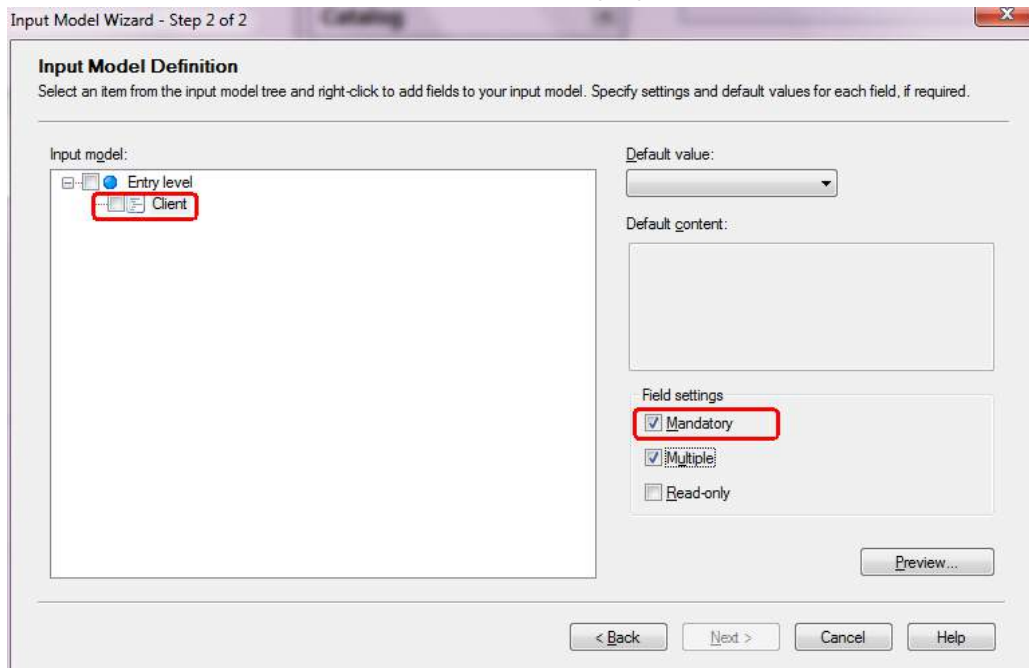 Input Model Wizard - Step 2 of 2
Catalog
Input Model Definition
Select an item from the input model tree and right-click to add fields to your input model. Specify settings and default values for each field, if required.
Input model:
Entry level
Client
Default value:
Default content:
Field settings
Mandatory
Multiple
Read-only
Preview...
< Back Next > Cancel Help